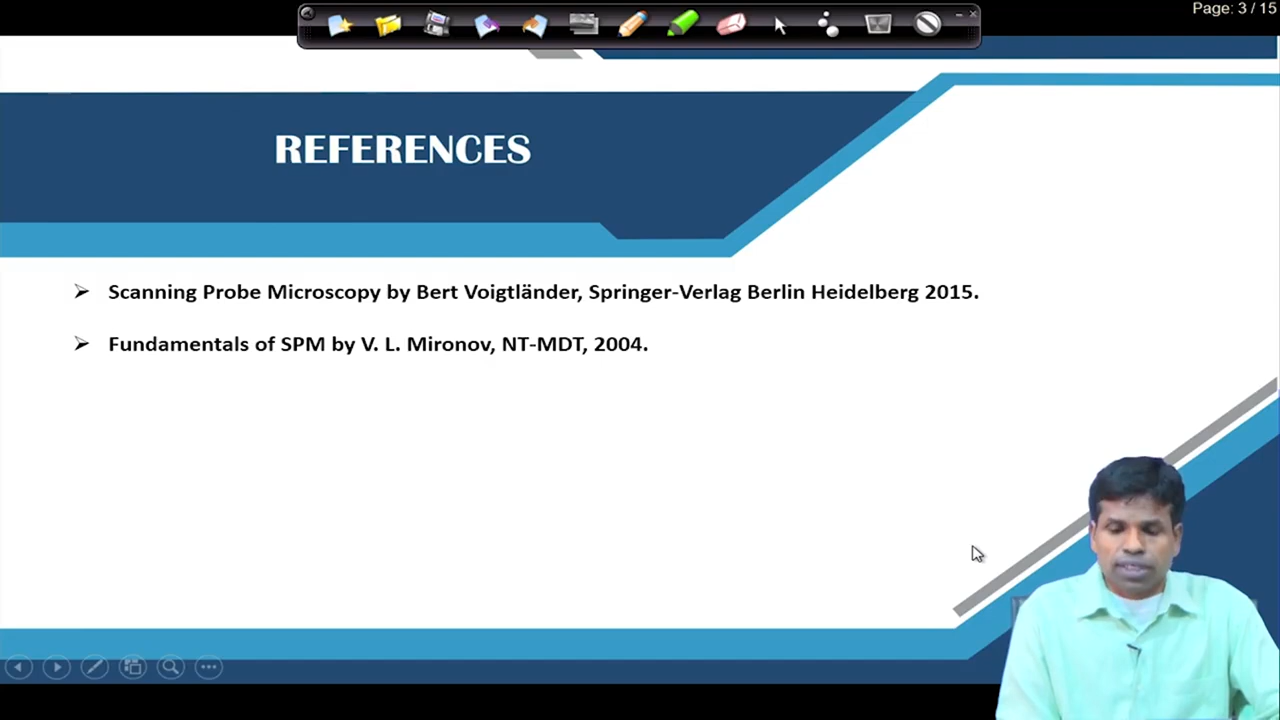 Page: 3 / 15
REFERENCES
➢ Scanning Probe Microscopy by Bert Voigtländer, Springer-Verlag Berlin Heidelberg 2015.
➢ Fundamentals of SPM by V. L. Mironov, NT-MDT, 2004.